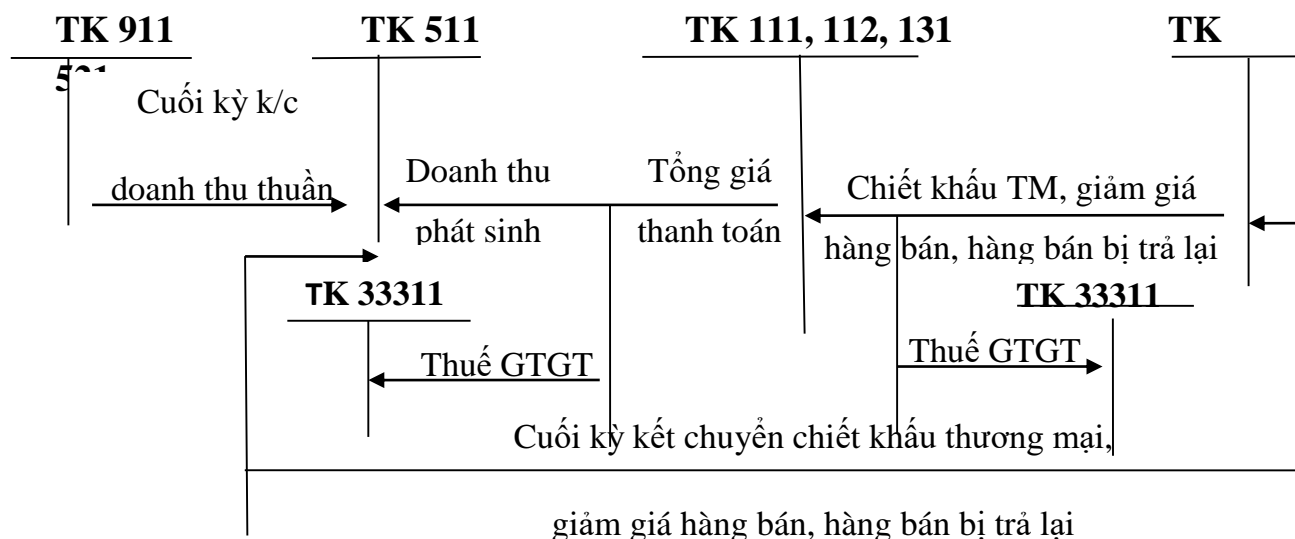 TK 911 TK 511 TK 111, 112, 131 TK
521
Cuối kỳ k/c
doanh thu thuần
Doanh thu
phát sinh
Tổng giá
thanh toán
Chiết khấu TM, giảm giá
hàng bán, hàng bán bị trả lại
TK 33311
TK 33311
Thuế GTGT
Thuế GTGT
Cuối kỳ kết chuyển chiết khấu thương mại,
giảm giá hàng bán, hàng bán bị trả lại